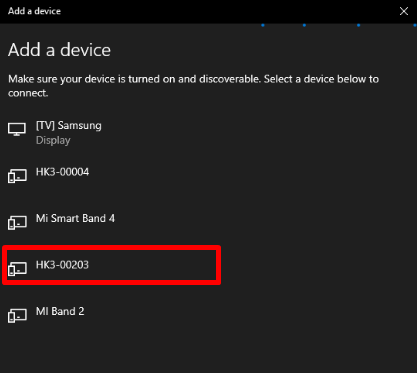 Add a device
Add a device
Make sure your device is turned on and discoverable. Select a device below to
connect.
[TV] Samsung
Display
HK3-00004
Mi Smart Band 4
HK3-00203
MI Band 2